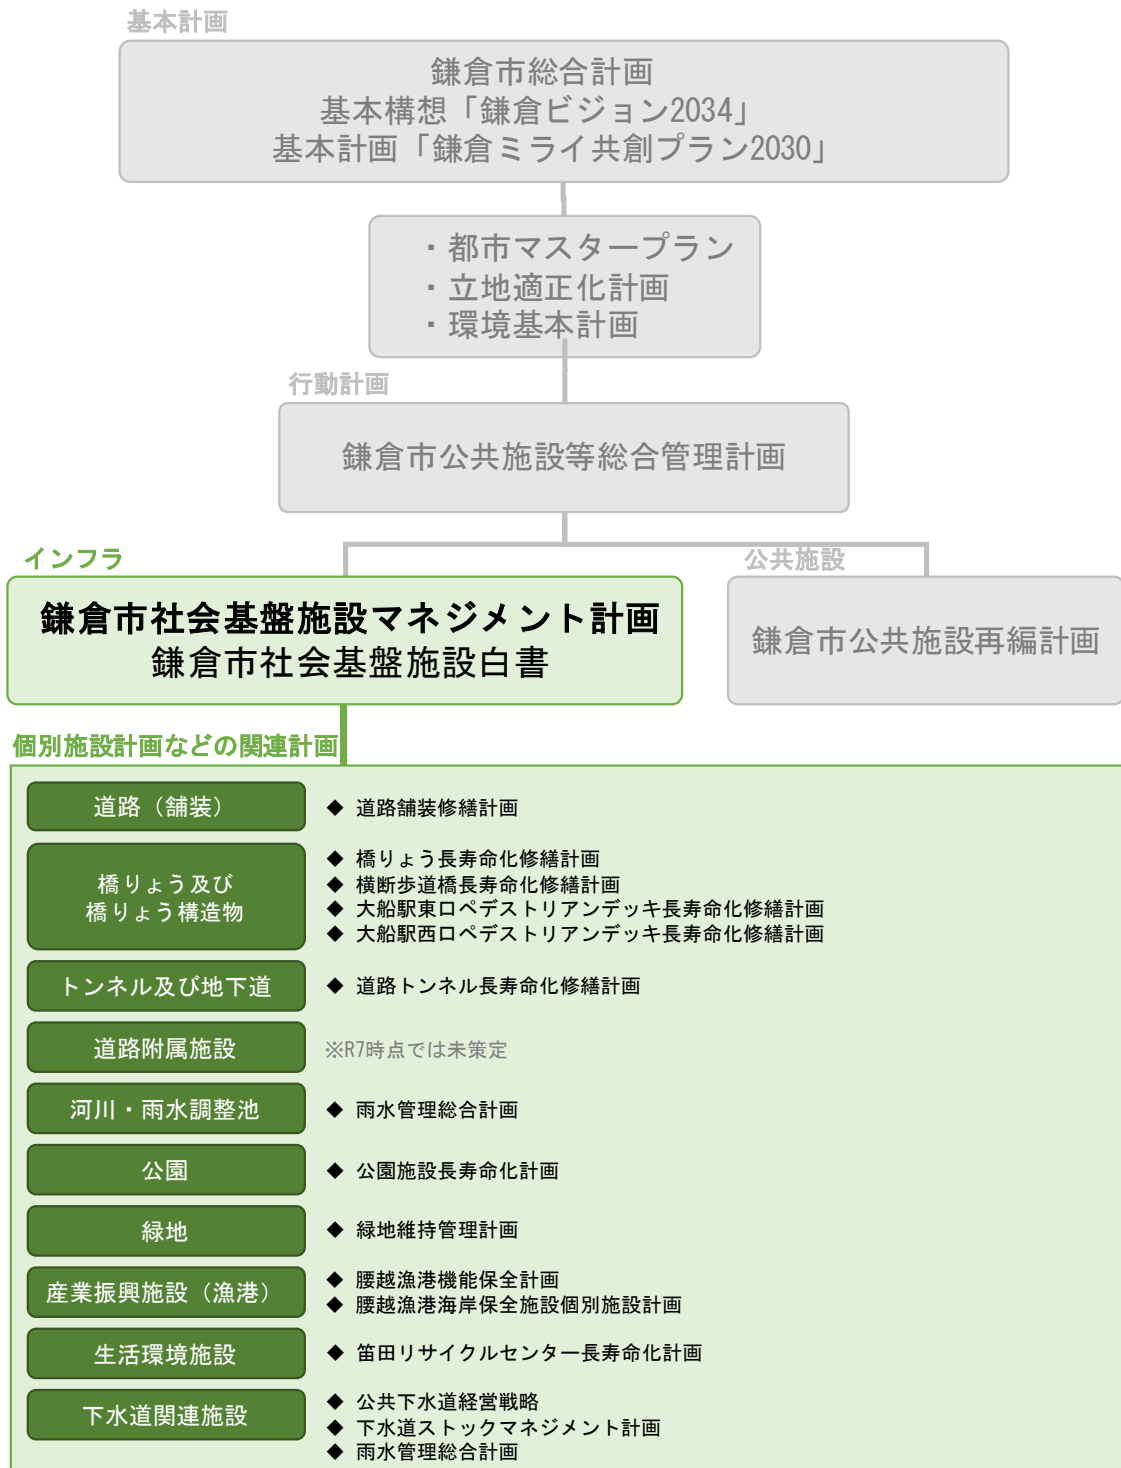 基本計画
鎌倉市総合計画
基本構想「鎌倉ビジョン2034」
基本計画「鎌倉ミライ共創プラン2030」
・都市マスタープラン
・立地適正化計画
・環境基本計画
行動計画
鎌倉市公共施設等総合管理計画
インフラ
鎌倉市社会基盤施設マネジメント計画
鎌倉市社会基盤施設白書
公共施設
鎌倉市公共施設再編計画
個別施設計画などの関連計画
道路（舗装）
◆ 道路舗装修繕計画
橋りょう及び
橋りょう構造物
◆ 橋りょう長寿命化修繕計画
◆ 横断歩道橋長寿命化修繕計画
◆ 大船駅東口ペデストリアンデッキ長寿命化修繕計画
◆ 大船駅西口ペデストリアンデッキ長寿命化修繕計画
トンネル及び地下道
◆ 道路トンネル長寿命化修繕計画
道路附属施設
※R7時点では未策定
河川・雨水調整池
◆ 雨水管理総合計画
公園
◆ 公園施設長寿命化計画
緑地
◆ 緑地維持管理計画
産業振興施設（漁港）
◆ 腰越漁港機能保全計画
◆ 腰越漁港海岸保全施設個別施設計画
生活環境施設
◆ 笛田リサイクルセンター長寿命化計画
下水道関連施設
◆ 公共下水道経営戦略
◆ 下水道ストックマネジメント計画
◆ 雨水管理総合計画